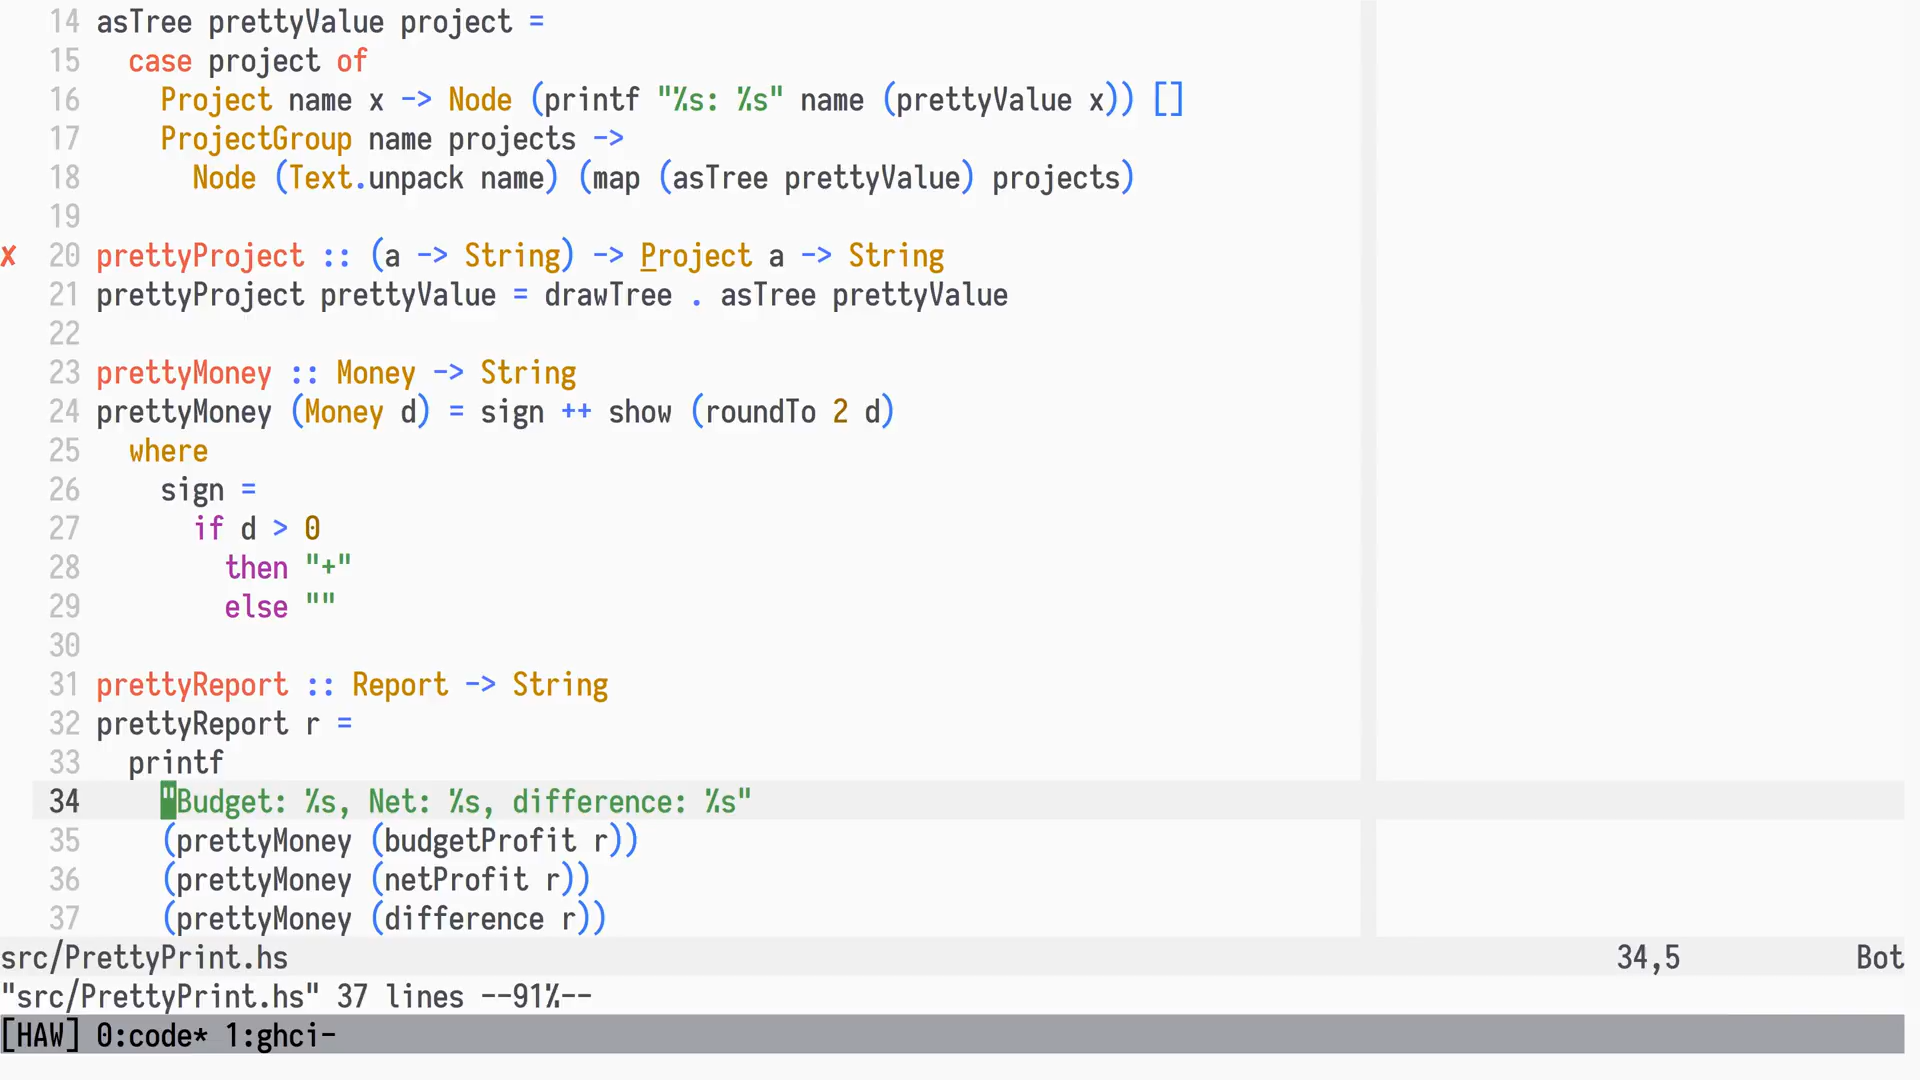 14 asTree prettyValue project =
15   case project of
16     Project name x -> Node (printf "%s: %s" name (prettyValue x)) []
17     ProjectGroup name projects ->
18       Node (Text.unpack name) (map (asTree prettyValue) projects)
19
✗ 20 prettyProject :: (a -> String) -> Project a -> String
21 prettyProject prettyValue = drawTree . asTree prettyValue
22
23 prettyMoney :: Money -> String
24 prettyMoney (Money d) = sign ++ show (roundTo 2 d)
25   where
26     sign =
27       if d > 0
28         then "+"
29         else ""
30
31 prettyReport :: Report -> String
32 prettyReport r =
33   printf
34     "Budget: %s, Net: %s, difference: %s"
35     (prettyMoney (budgetProfit r))
36     (prettyMoney (netProfit r))
37     (prettyMoney (difference r))
src/PrettyPrint.hs 34,5 Bot
"src/PrettyPrint.hs" 37 lines --91%--
[HAW] 0:code* 1:ghci-